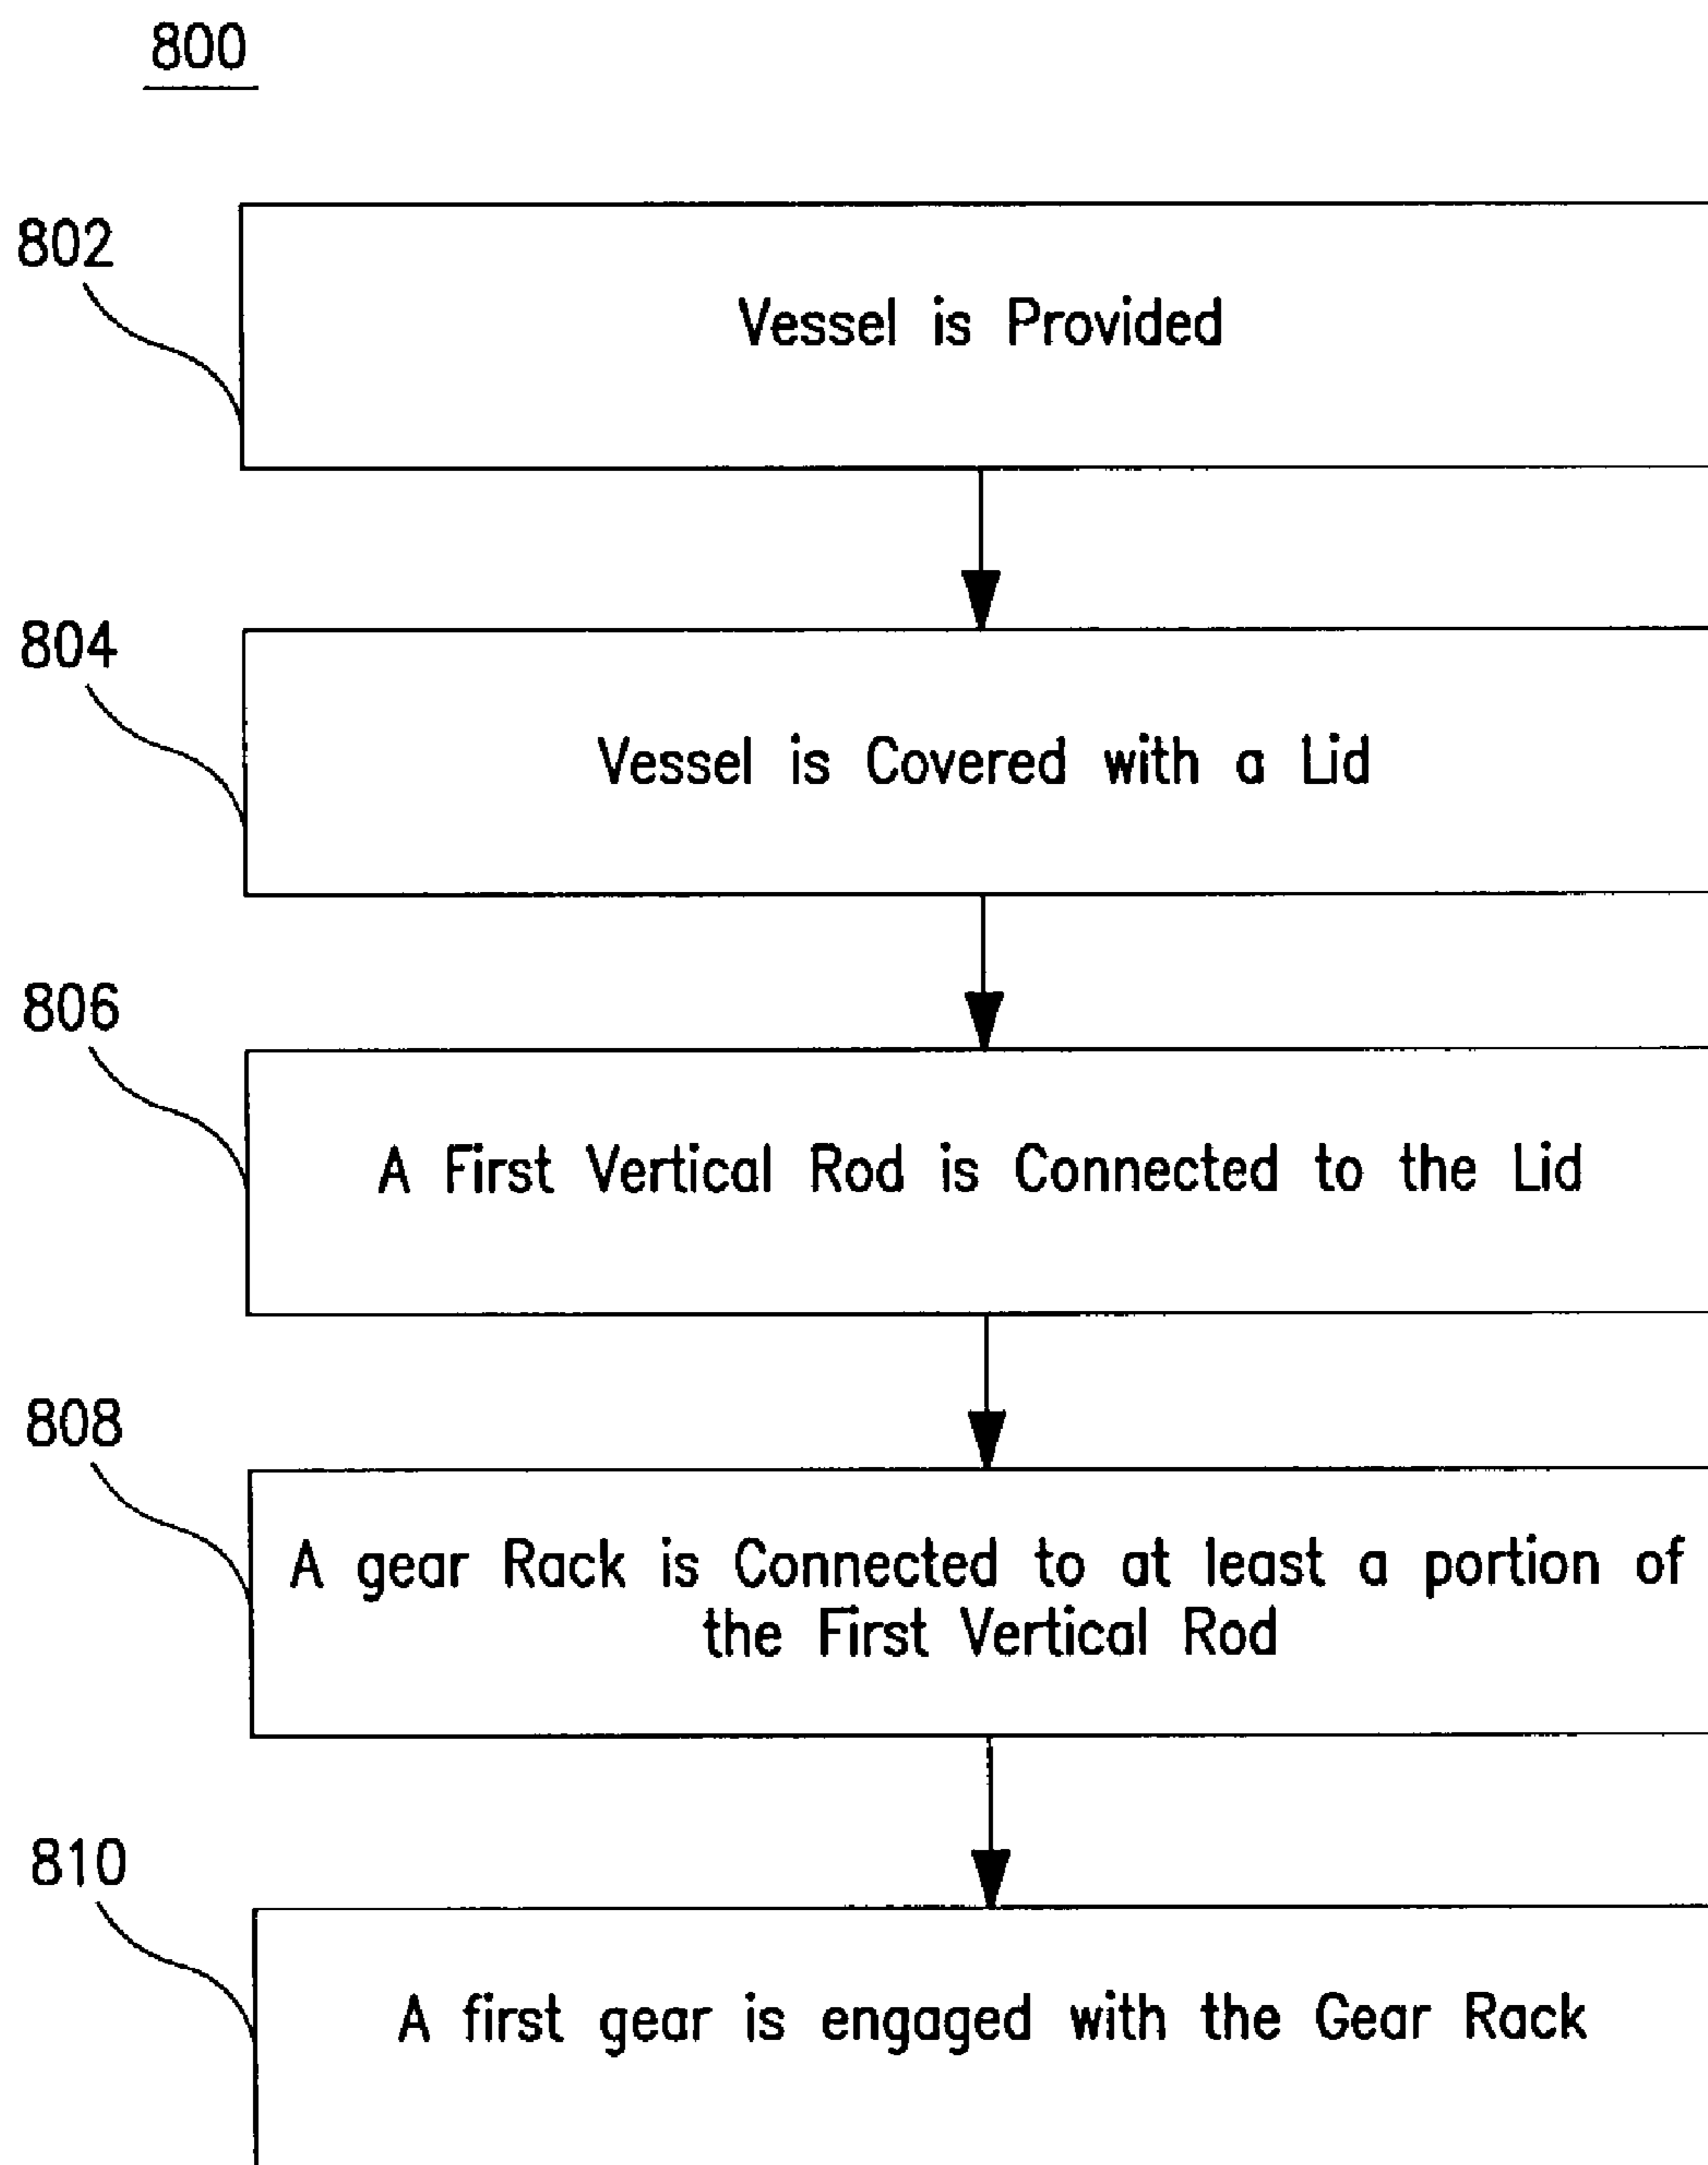 800
802
Vessel is Provided
804
Vessel is Covered with a Lid
806
A First Vertical Rod is Connected to the Lid
808
A gear Rack is Connected to at least a portion of
the First Vertical Rod
810
A first gear is engaged with the Gear Rack